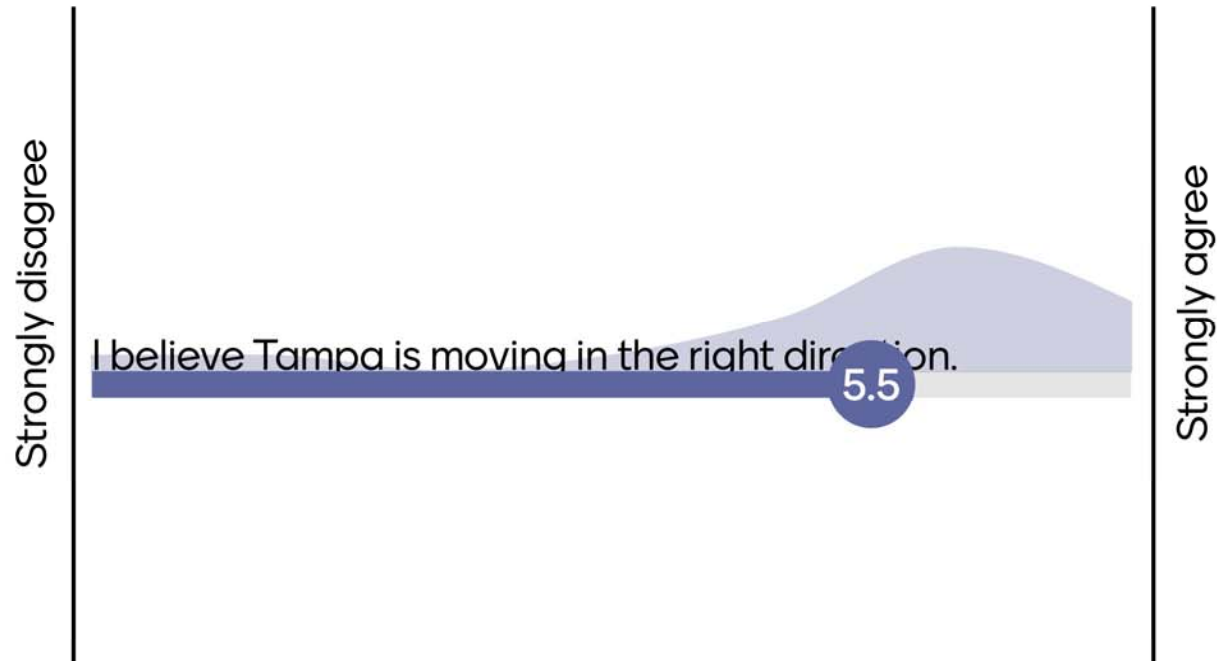 Strongly disagree
I believe Tampa is moving in the right direction.
5.5
Strongly agree